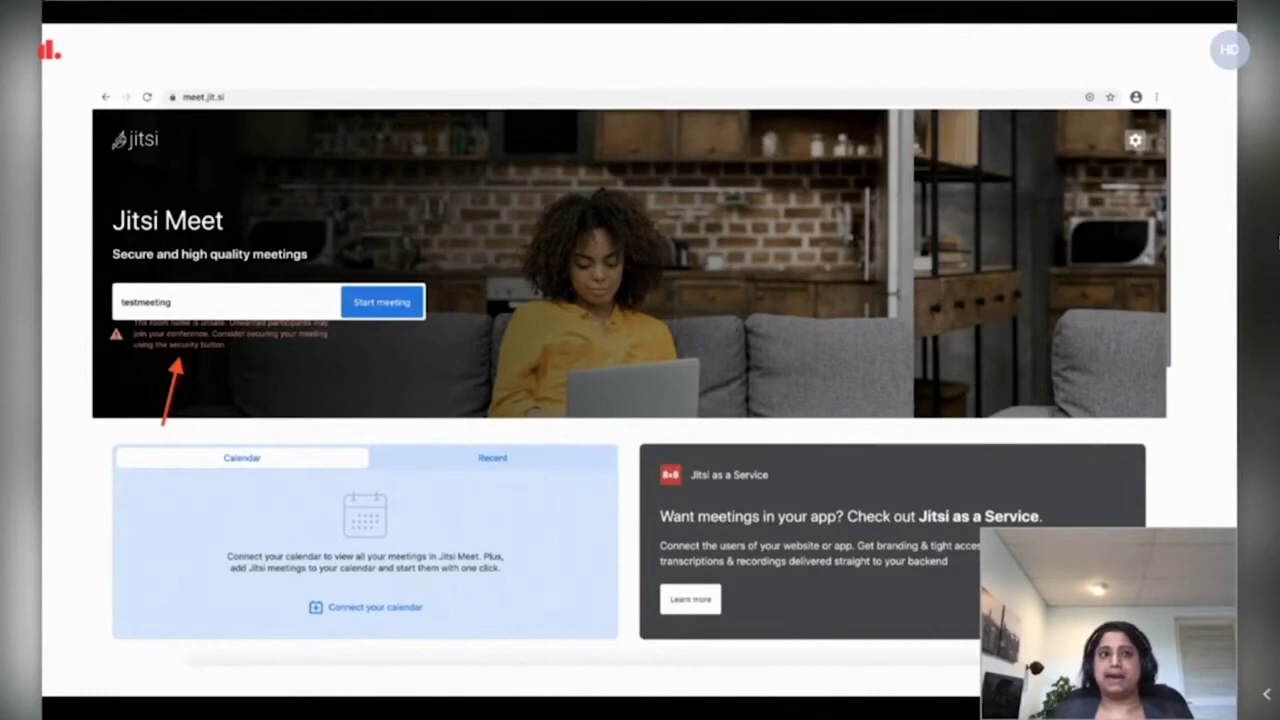 HD
meet.jit.si
jitsi
Jitsi Meet
Secure and high quality meetings
testmeeting
Start meeting
The room name is unsafe. Unwanted participants may
join your conference. Consider securing your meeting
using the security button.
Calendar
Recent
Connect your calendar to view all your meetings in Jitsi Meet. Plus,
add Jitsi meetings to your calendar and start them with one click.
Connect your calendar
8x8
Jitsi as a Service
Want meetings in your app? Check out Jitsi as a Service.
Connect the users of your website or app. Get branding & tight acces
transcriptions & recordings delivered straight to your backend
Learn more